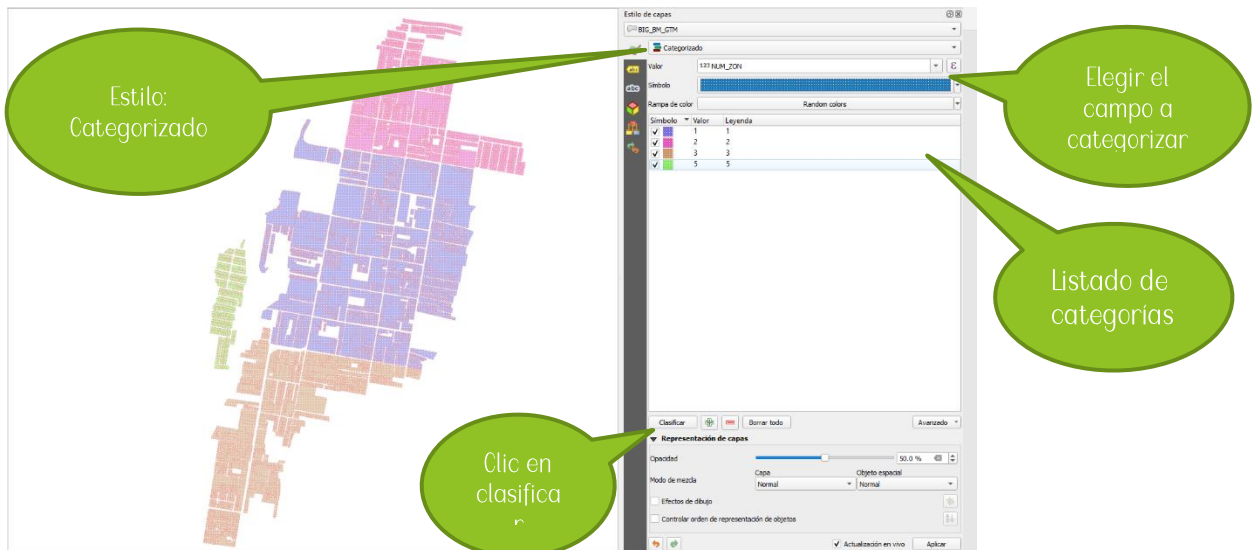 Estilo de capas
BIG_BM_GTM
Categorizado
Valor
123 NUM_ZON
ε
Símbolo
Rampa de color
Random colors
Símbolo Valor Leyenda
1 1
2 2
3 3
5 5
Clasificar
Borrar todo
Avanzado
Representación de capas
Opacidad
50.0 %
Modo de mezcla
Capa
Normal
Objeto espacial
Normal
Efectos de dibujo
Controlar orden de representación de objetos
Actualización en vivo
Aplicar
abc
abc
Estilo:
Categorizado
Elegir el
campo a
categorizar
Listado de
categorías
Clic en
clasifica
r